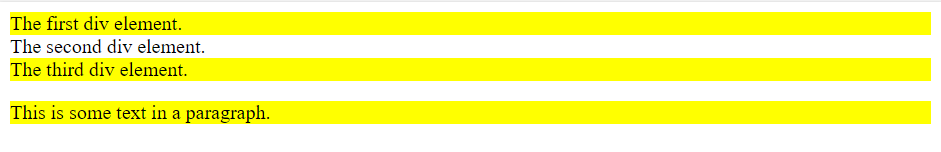 The first div element.
The second div element.
The third div element.
This is some text in a paragraph.